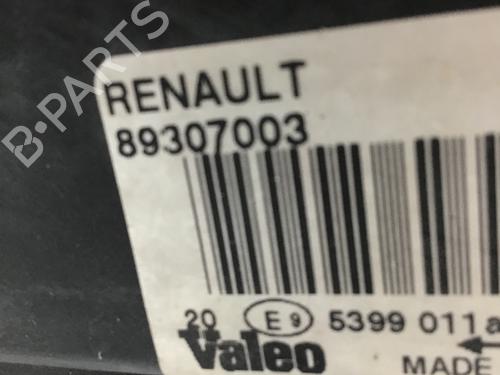 B-PARTS
RENAULT
89307003
20 E9 5399 011a
Valeo
MADE